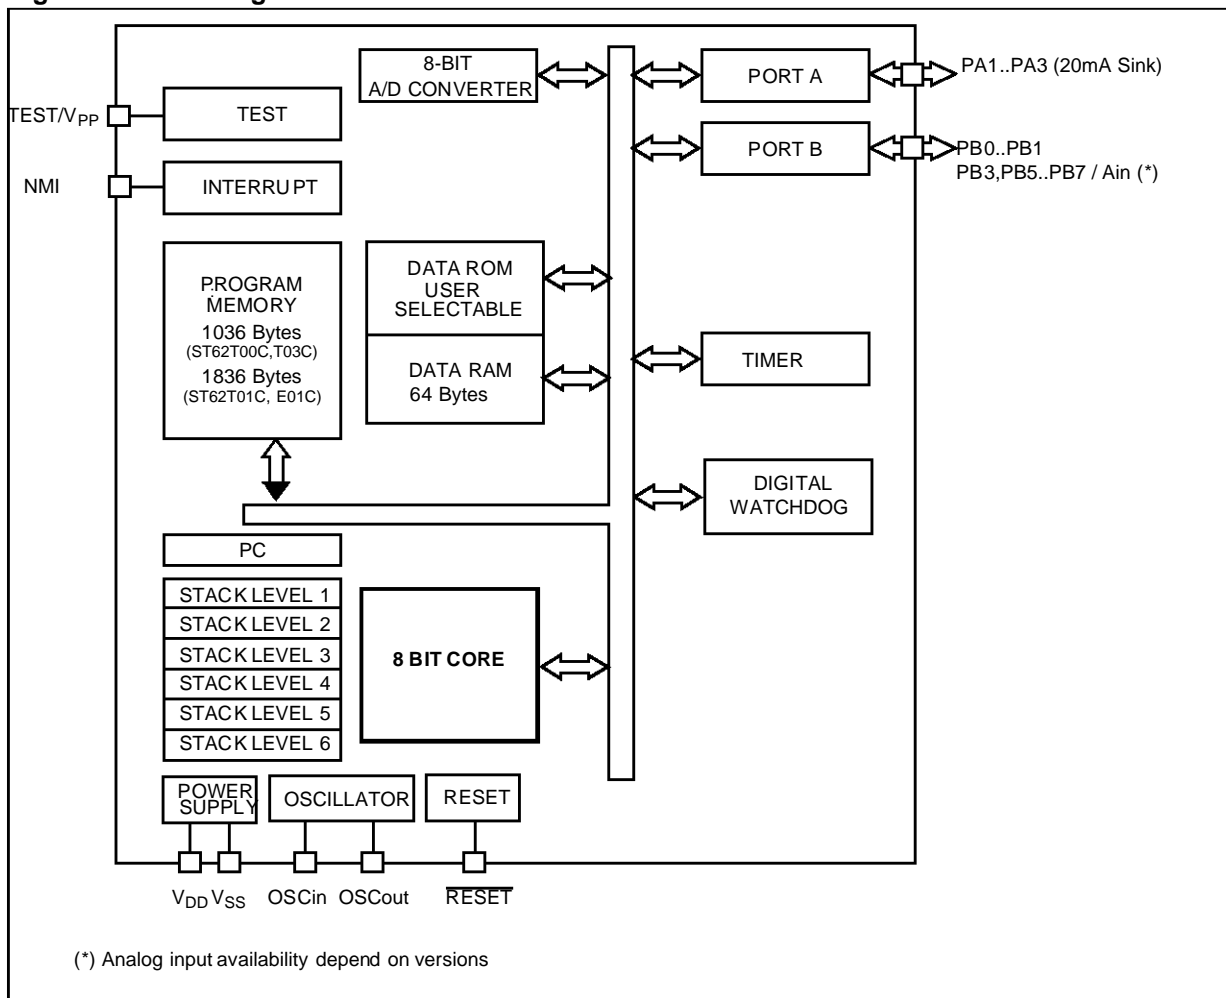 8-BIT
A/D CONVERTER
PORT A
PA1..PA3 (20mA Sink)
TEST/VPP
TEST
PORT B
PB0..PB1
PB3,PB5..PB7 / Ain (*)
NMI
INTERRUPT
PROGRAM
MEMORY
1036 Bytes
(ST62T00C,T03C)
1836 Bytes
(ST62T01C, E01C)
DATA ROM
USER
SELECTABLE
DATA RAM
64 Bytes
TIMER
DIGITAL
WATCHDOG
PC
STACK LEVEL 1
STACK LEVEL 2
STACK LEVEL 3
STACK LEVEL 4
STACK LEVEL 5
STACK LEVEL 6
8 BIT CORE
POWER
SUPPLY
OSCILLATOR
RESET
VDD VSS OSCin OSCout RESET
(*) Analog input availability depend on versions